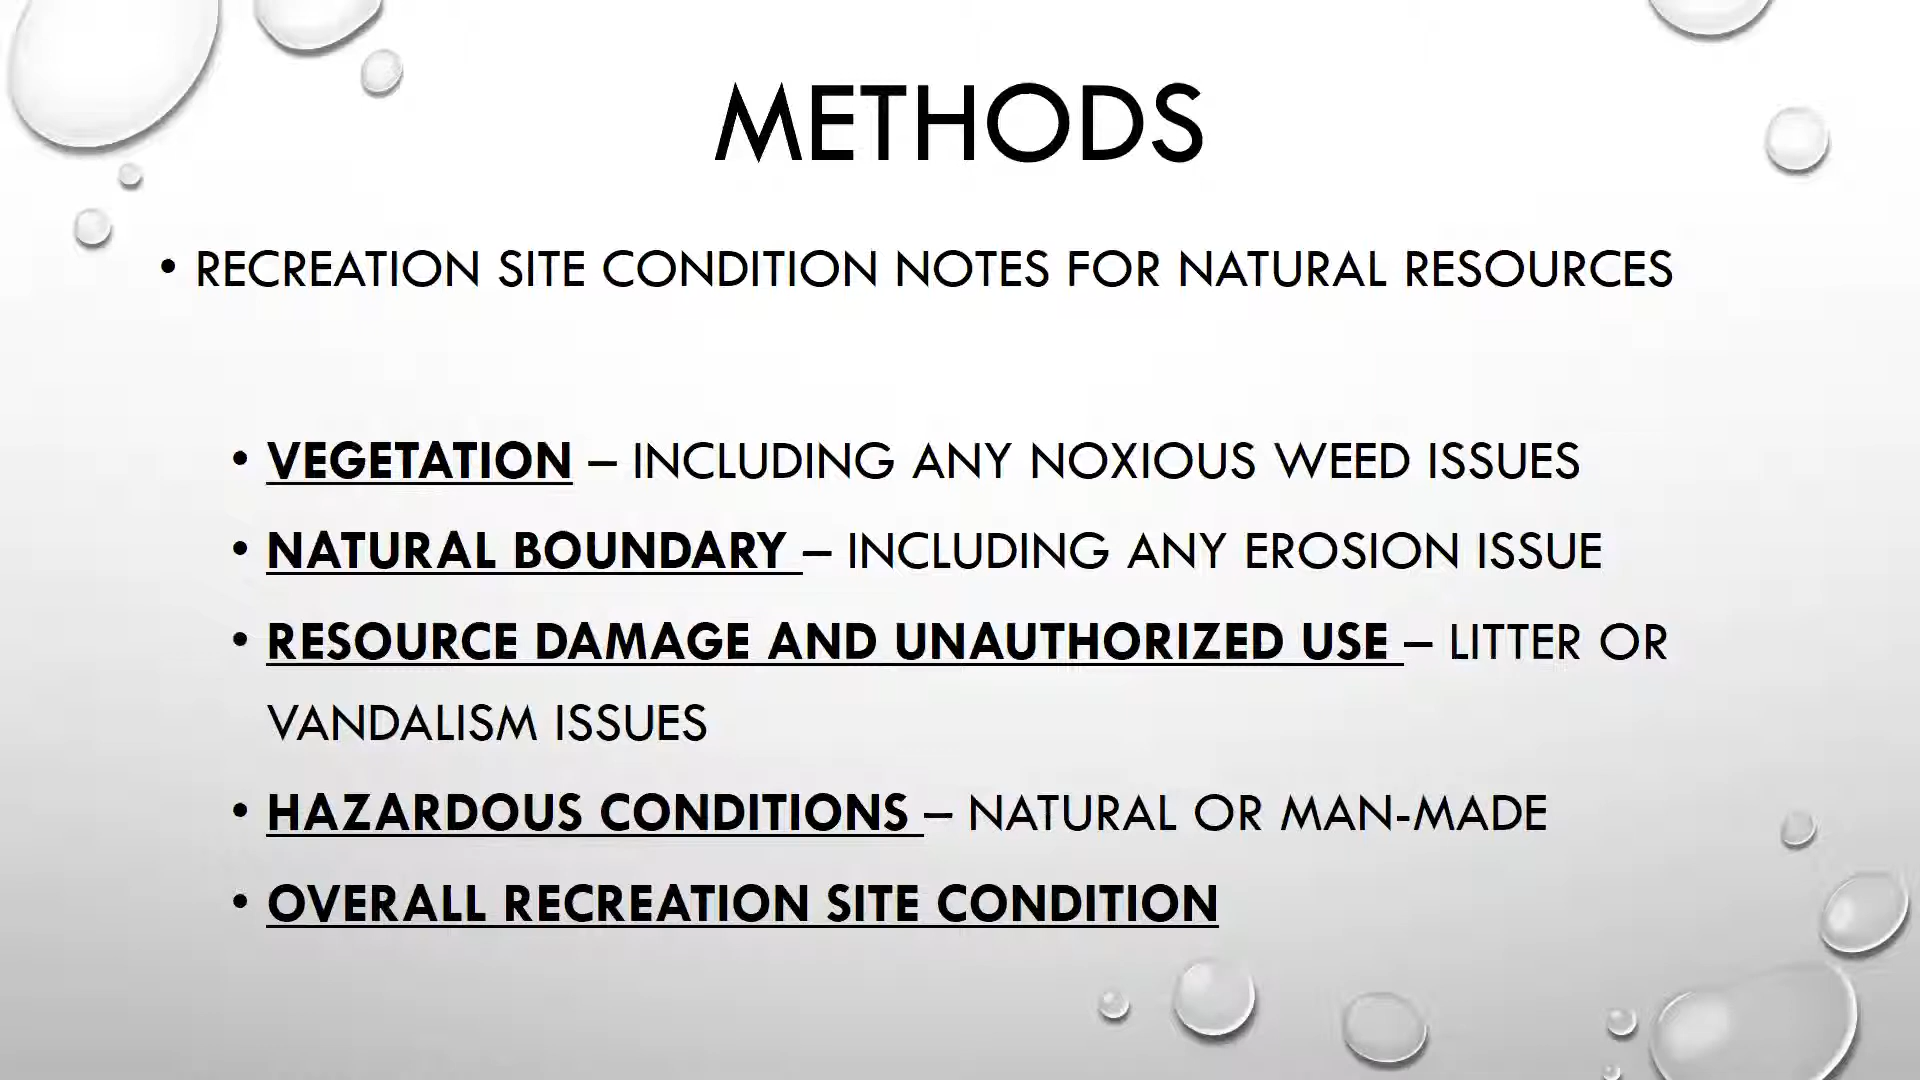 METHODS
• RECREATION SITE CONDITION NOTES FOR NATURAL RESOURCES
• VEGETATION – INCLUDING ANY NOXIOUS WEED ISSUES
• NATURAL BOUNDARY – INCLUDING ANY EROSION ISSUE
• RESOURCE DAMAGE AND UNAUTHORIZED USE – LITTER OR
VANDALISM ISSUES
• HAZARDOUS CONDITIONS – NATURAL OR MAN-MADE
• OVERALL RECREATION SITE CONDITION